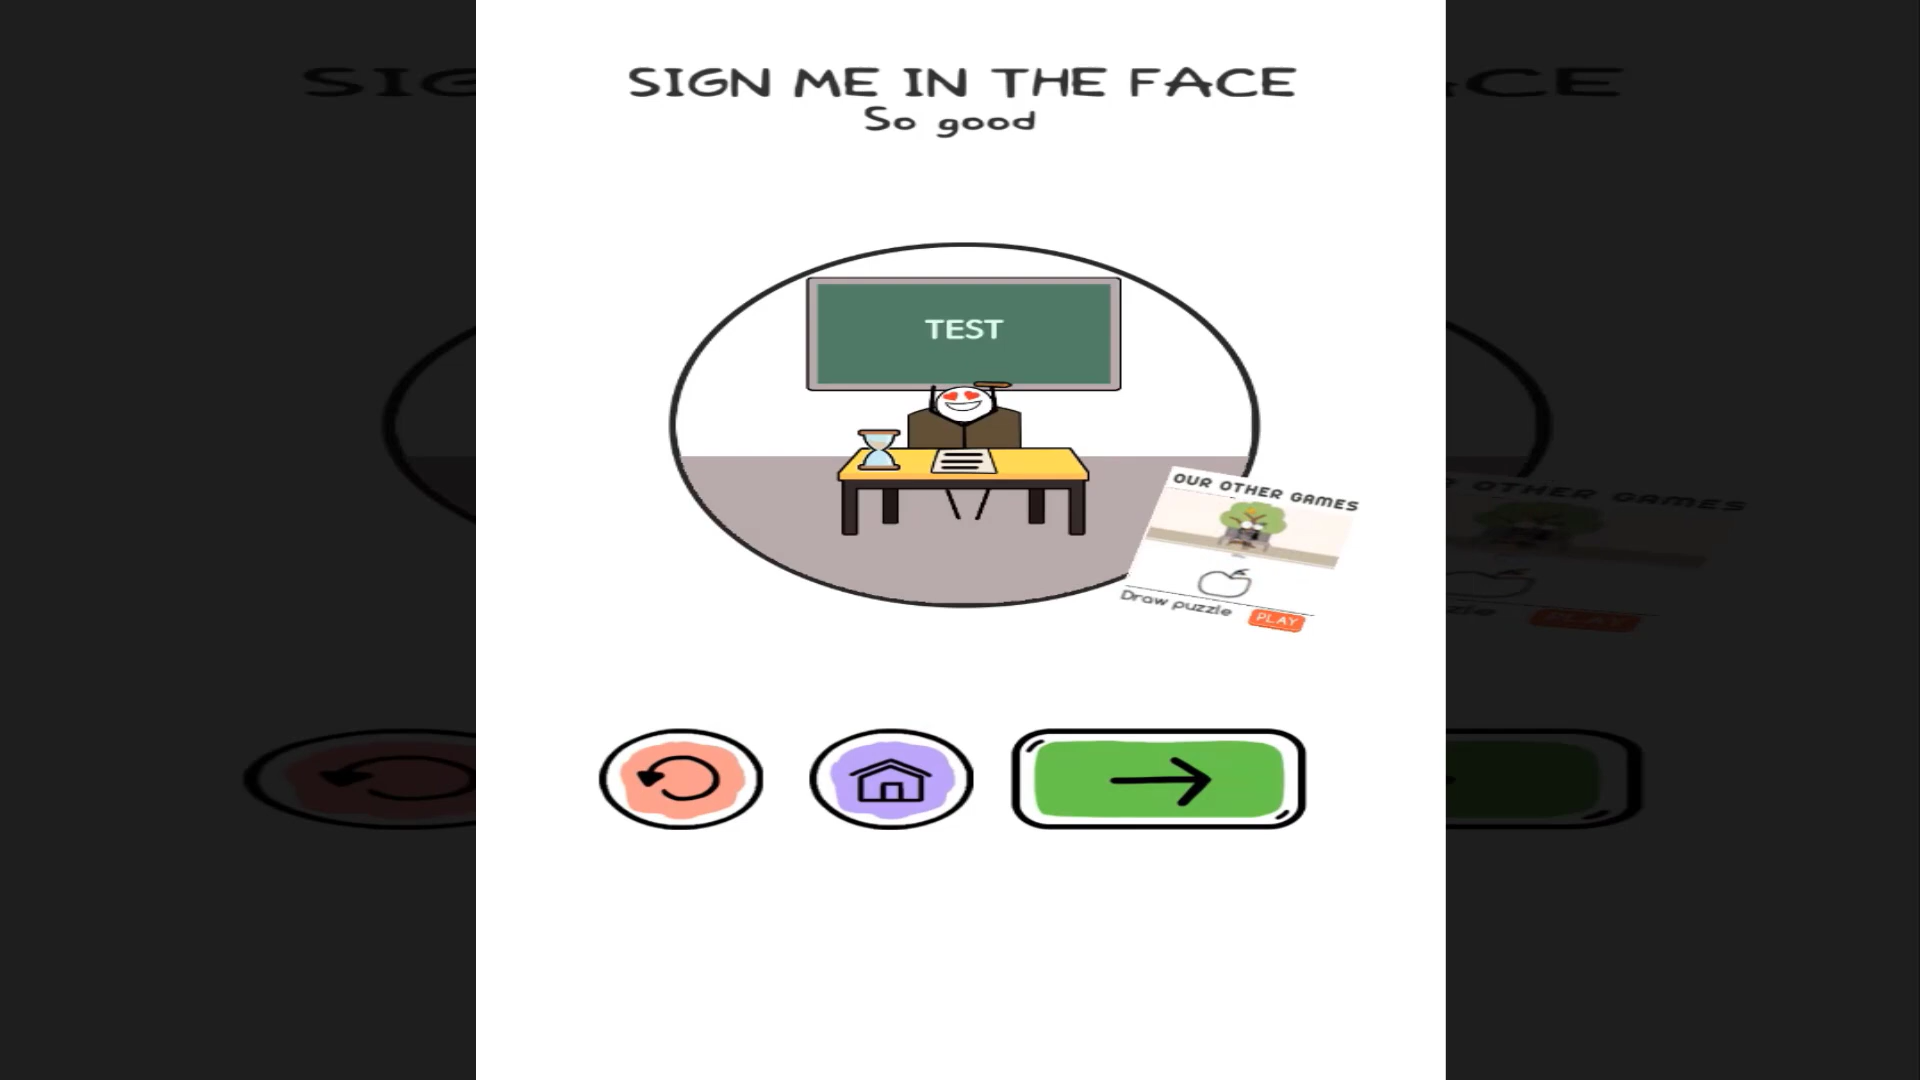 SIGN ME IN THE FACE
So good
TEST
OUR OTHER GAMES
Draw puzzle
PLAY